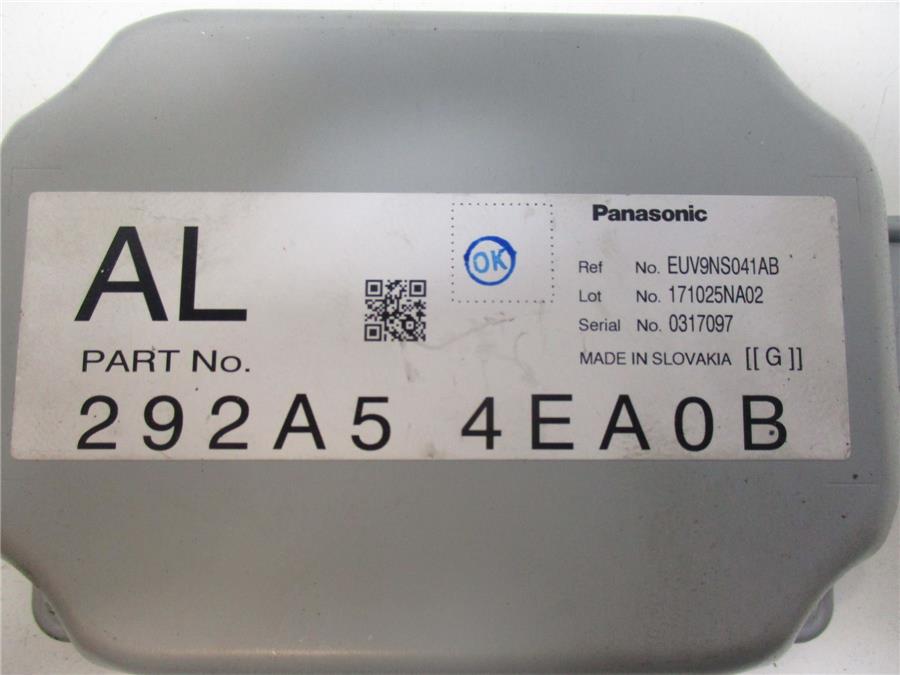 AL
OK
Panasonic
Ref No. EUV9NS041AB
Lot No. 171025NA02
Serial No. 0317097
MADE IN SLOVAKIA [[ G ]]
PART No.
292A5 4EA0B